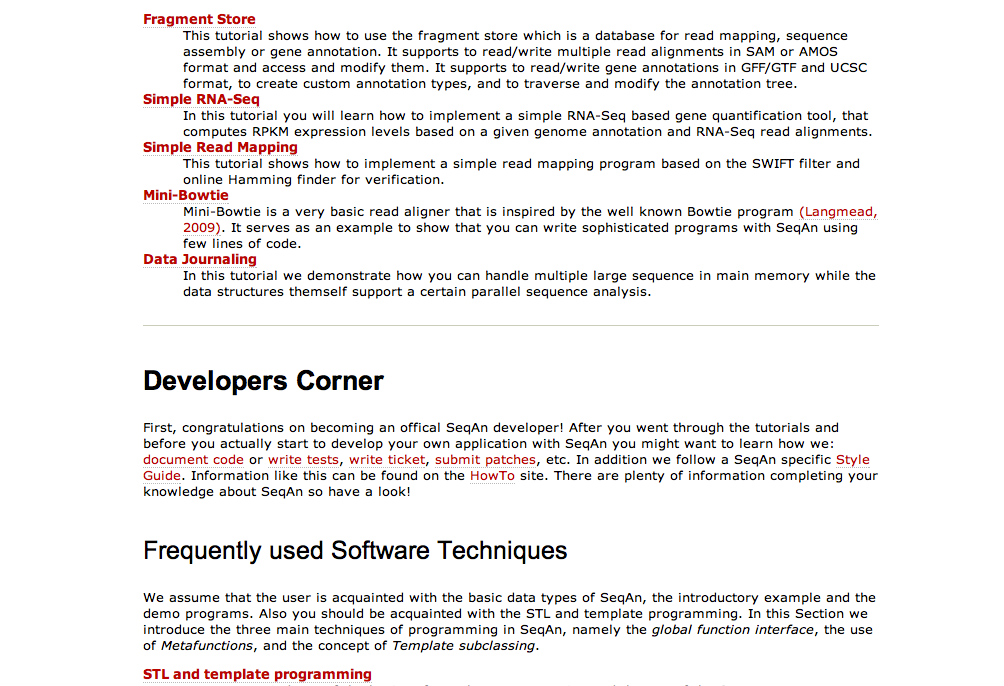 Fragment Store
This tutorial shows how to use the fragment store which is a database for read mapping, sequence
assembly or gene annotation. It supports to read/write multiple read alignments in SAM or AMOS
format and access and modify them. It supports to read/write gene annotations in GFF/GTF and UCSC
format, to create custom annotation types, and to traverse and modify the annotation tree.
Simple RNA-Seq
In this tutorial you will learn how to implement a simple RNA-Seq based gene quantification tool, that
computes RPKM expression levels based on a given genome annotation and RNA-Seq read alignments.
Simple Read Mapping
This tutorial shows how to implement a simple read mapping program based on the SWIFT filter and
online Hamming finder for verification.
Mini-Bowtie
Mini-Bowtie is a very basic read aligner that is inspired by the well known Bowtie program (Langmead,
2009). It serves as an example to show that you can write sophisticated programs with SeqAn using
few lines of code.
Data Journaling
In this tutorial we demonstrate how you can handle multiple large sequence in main memory while the
data structures themself support a certain parallel sequence analysis.
Developers Corner
First, congratulations on becoming an offical SeqAn developer! After you went through the tutorials and
before you actually start to develop your own application with SeqAn you might want to learn how we:
document code or write tests, write ticket, submit patches, etc. In addition we follow a SeqAn specific Style
Guide. Information like this can be found on the HowTo site. There are plenty of information completing your
knowledge about SeqAn so have a look!
Frequently used Software Techniques
We assume that the user is acquainted with the basic data types of SeqAn, the introductory example and the
demo programs. Also you should be acquainted with the STL and template programming. In this Section we
introduce the three main techniques of programming in SeqAn, namely the global function interface, the use
of Metafunctions, and the concept of Template subclassing.
STL and template programming